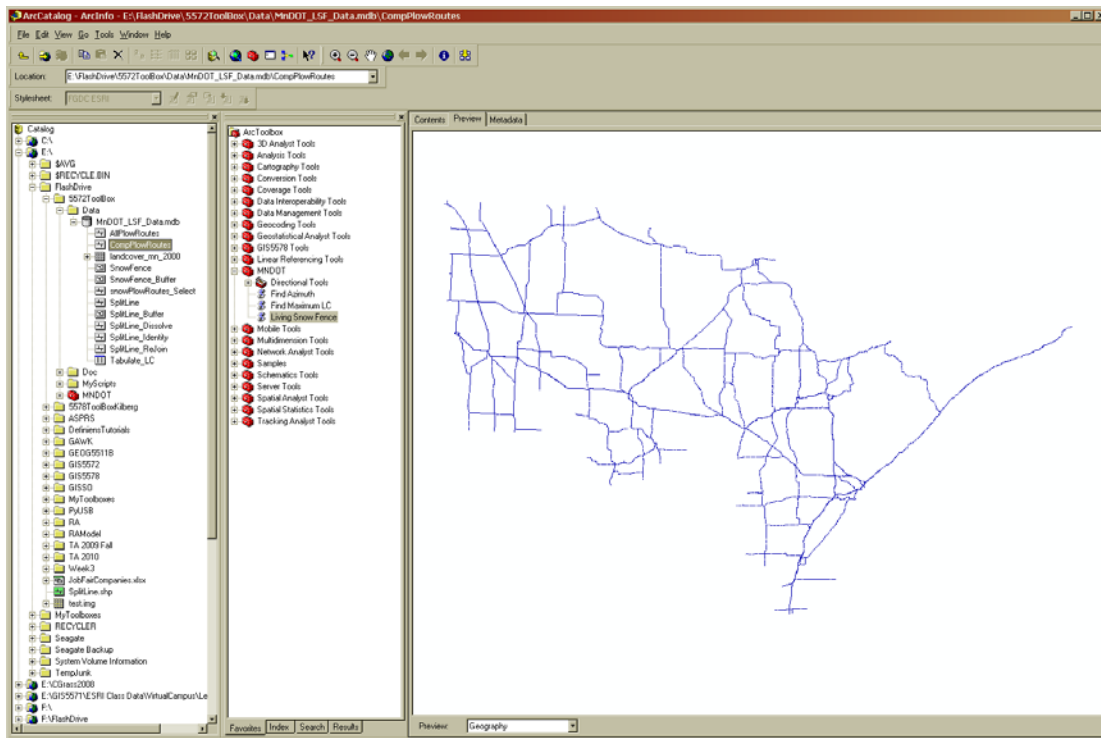 ArcCatalog - ArcInfo - E:\FlashDrive\5572ToolBox\Data\MnDOT_LSF_Data.mdb\CompPlowRoutes
File Edit View Go Tools Window Help
Location: E:\FlashDrive\5572ToolBox\Data\MnDOT_LSF_Data.mdb\CompPlowRoutes
Stylesheet: FGDC ESRI
Catalog
C:\
E:\
$AVG
$RECYCLE.BIN
FlashDrive
5572ToolBox
Data
MnDOT_LSF_Data.mdb
AllPlowRoutes
CompPlowRoutes
landcover_mn_2000
SnowFence
SnowFence_Buffer
snowPlowRoutes_Select
SplitLine
SplitLine_Buffer
SplitLine_Dissolve
SplitLine_Identity
SplitLine_ReJoin
Tabulate_LC
Doc
MyScripts
MNDOT
5578ToolBoxKilberg
ASPRS
DefiniensTutorials
GAWK
GEOG5511B
GIS5572
GIS5578
GISSO
MyToolboxes
PyUSB
RA
RAModel
TA 2009 Fall
TA 2010
Week3
JobFairCompanies.xlsx
SplitLine.shp
test.img
MyToolboxes
RECYCLER
Seagate
Seagate Backup
System Volume Information
TempJunk
E:\CGrass2008
E:\GIS5571\ESRI Class Data\VirtualCampus\Le
F:\
F:\FlashDrive
ArcToolbox
3D Analyst Tools
Analysis Tools
Cartography Tools
Conversion Tools
Coverage Tools
Data Interoperability Tools
Data Management Tools
Geocoding Tools
Geostatistical Analyst Tools
GIS5578 Tools
Linear Referencing Tools
MNDOT
Directional Tools
Find Azimuth
Find Maximum LC
Living Snow Fence
Mobile Tools
Multidimension Tools
Network Analyst Tools
Samples
Schematics Tools
Server Tools
Spatial Analyst Tools
Spatial Statistics Tools
Tracking Analyst Tools
Favorites Index Search Results
Contents Preview Metadata
Preview: Geography